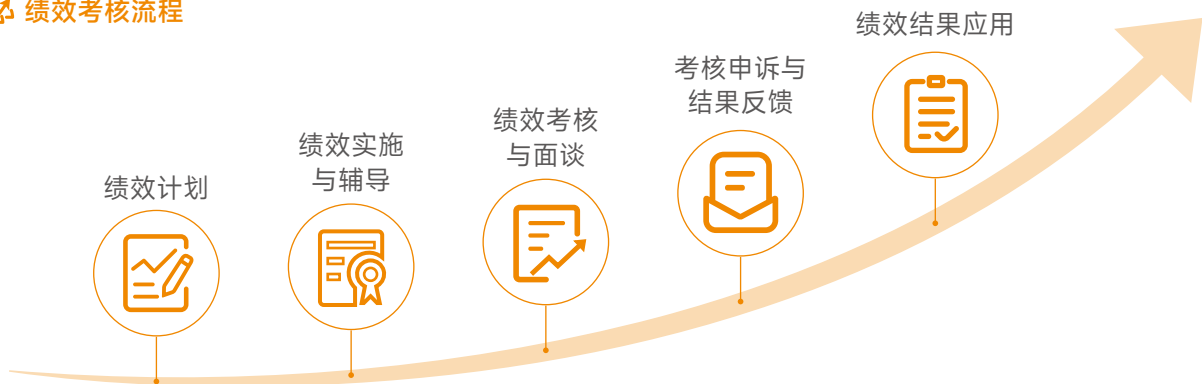 绩效考核流程
绩效计划
绩效实施
与辅导
绩效考核
与面谈
考核申诉与
结果反馈
绩效结果应用